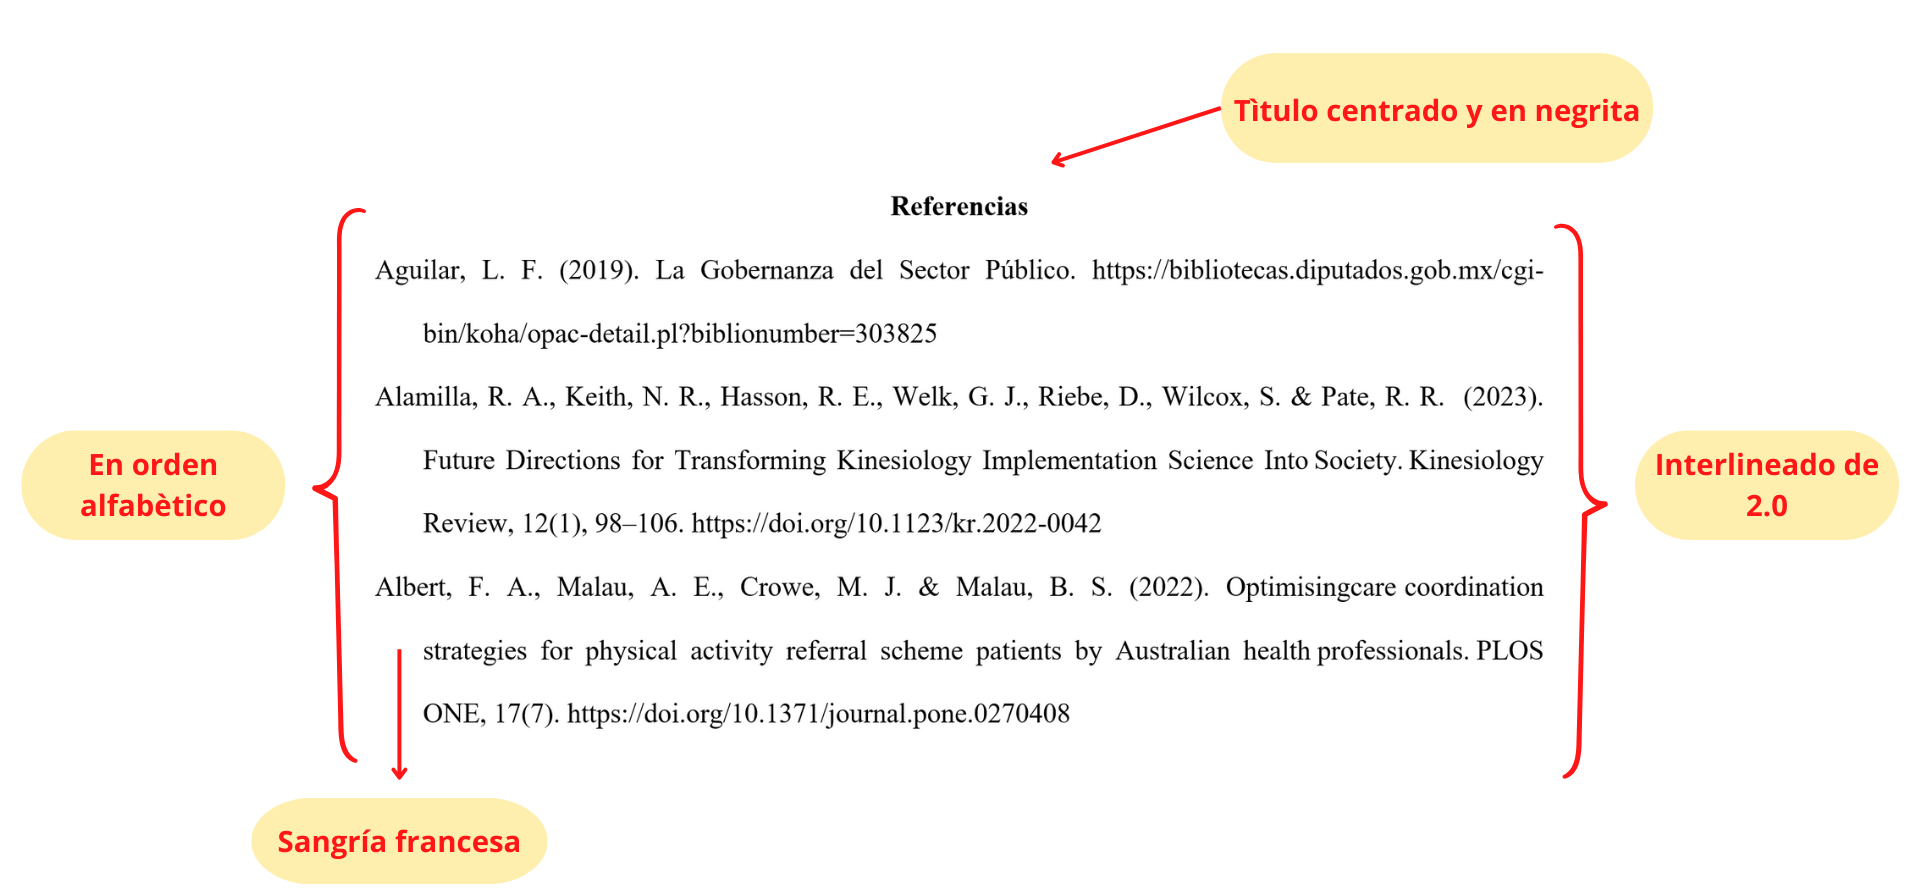 Tìtulo centrado y en negrita
Referencias
Aguilar, L. F. (2019). La Gobernanza del Sector Público. https://bibliotecas.diputados.gob.mx/cgi-
bin/koha/opac-detail.pl?biblionumber=303825
Alamilla, R. A., Keith, N. R., Hasson, R. E., Welk, G. J., Riebe, D., Wilcox, S. & Pate, R. R. (2023).
Future Directions for Transforming Kinesiology Implementation Science Into Society. Kinesiology
Review, 12(1), 98–106. https://doi.org/10.1123/kr.2022-0042
Albert, F. A., Malau, A. E., Crowe, M. J. & Malau, B. S. (2022). Optimisingcare coordination
strategies for physical activity referral scheme patients by Australian health professionals. PLOS
ONE, 17(7). https://doi.org/10.1371/journal.pone.0270408
En orden
alfabètico
Interlineado de
2.0
Sangría francesa